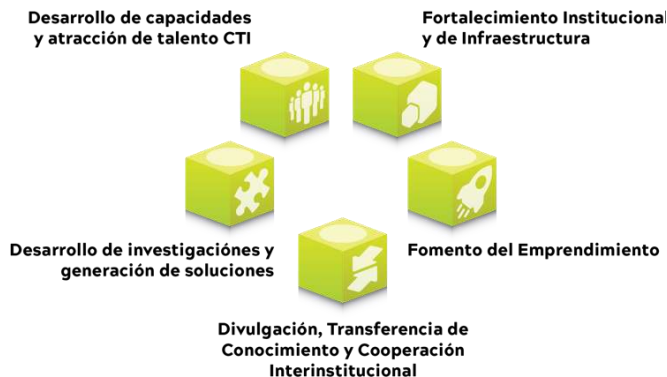 Desarrollo de capacidades
y atracción de talento CTI
Fortalecimiento Institucional
y de Infraestructura
Desarrollo de investigaciónes y
generación de soluciones
Fomento del Emprendimiento
Divulgación, Transferencia de
Conocimiento y Cooperación
Interinstitucional